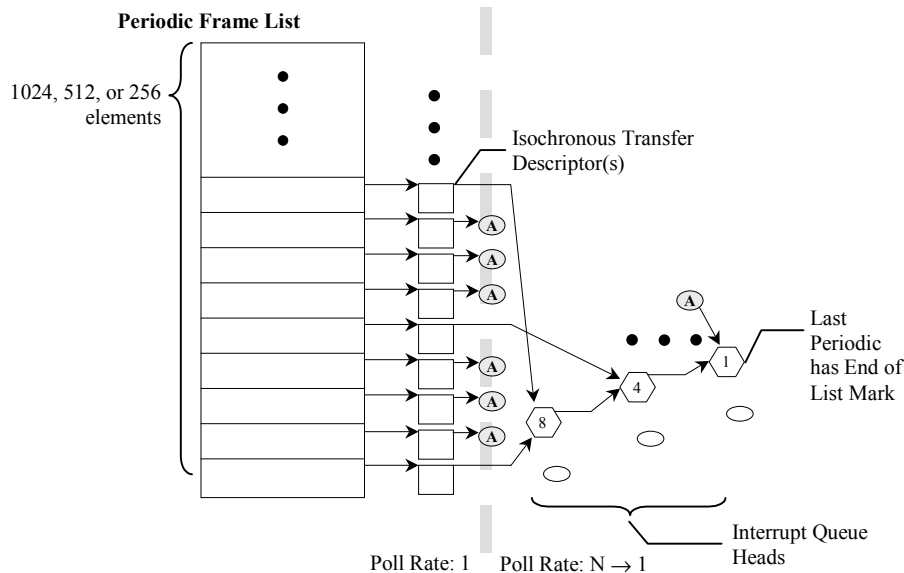 Periodic Frame List
1024, 512, or 256
elements
Isochronous Transfer
Descriptor(s)
A
A
A
A
A
A
A
Last
Periodic
has End of
List Mark
1
4
8
Interrupt Queue
Heads
Poll Rate: 1
Poll Rate: N → 1